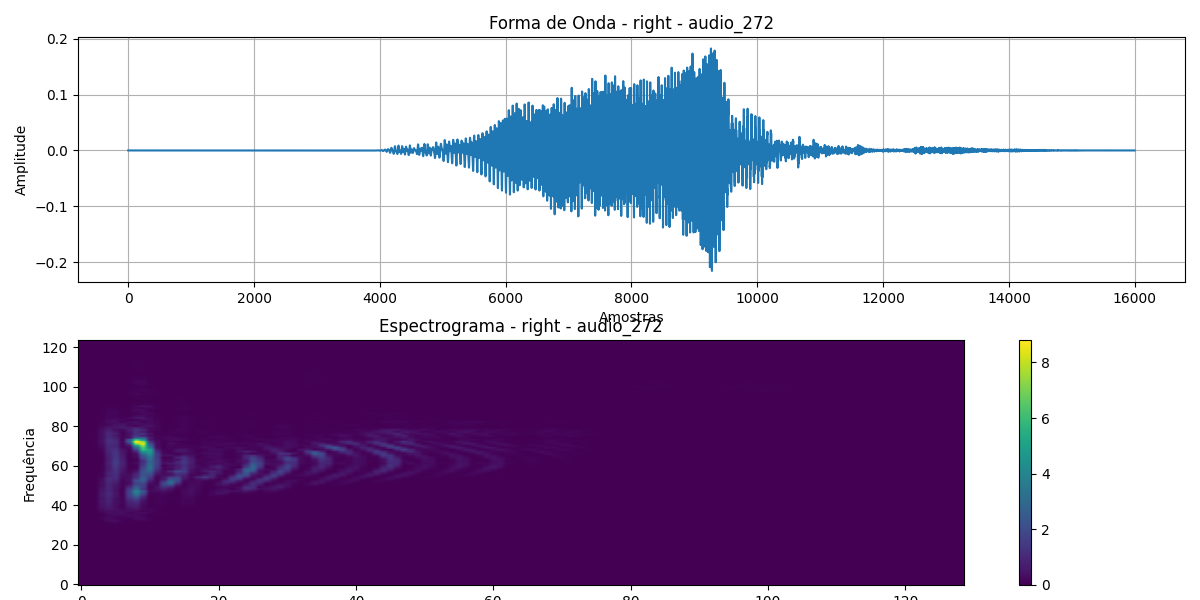 Forma de Onda - right - audio_272
0.2
0.1
0.0
−0.1
−0.2
Amplitude
0 2000 4000 6000 8000 10000 12000 14000 16000
Amostras
Espectrograma - right - audio_272
120
100
80
60
40
20
0
Frequência
8
6
4
2
0
0 20 40 60 80 100 120